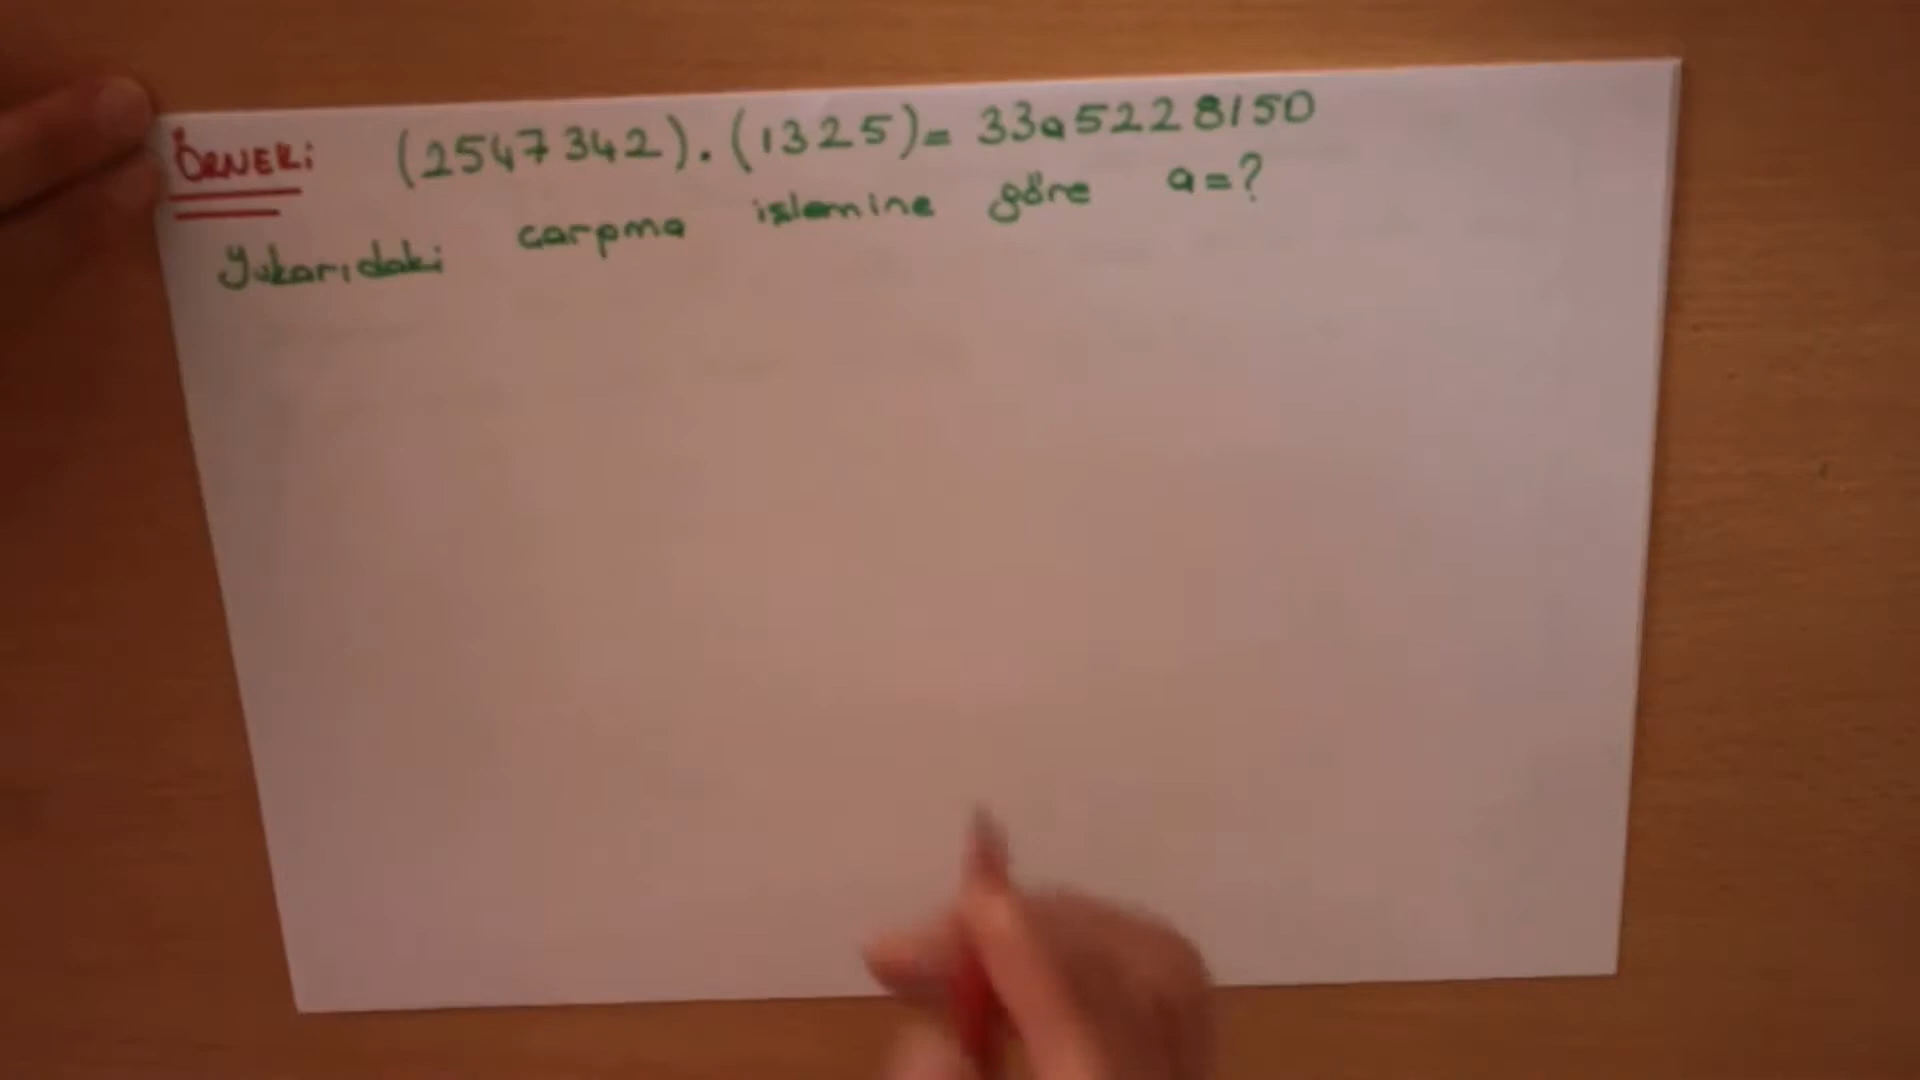 ÖRNEK: (2547342).(1325)= 33a5228150
Yukarıdaki çarpma işlemine göre a=?